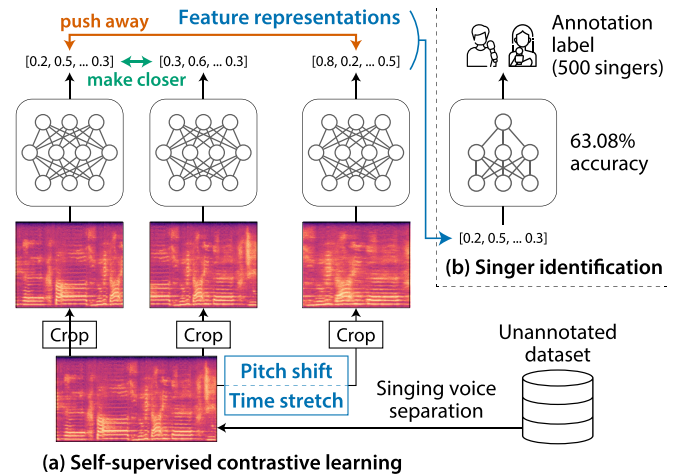 push away
Feature representations
[0.2, 0.5, ... 0.3]
[0.3, 0.6, ... 0.3]
[0.8, 0.2, ... 0.5]
make closer
Annotation
label
(500 singers)
63.08%
accuracy
[0.2, 0.5, ... 0.3]
(b) Singer identification
Crop
Crop
Crop
Pitch shift
Time stretch
Unannotated
dataset
Singing voice
separation
(a) Self-supervised contrastive learning